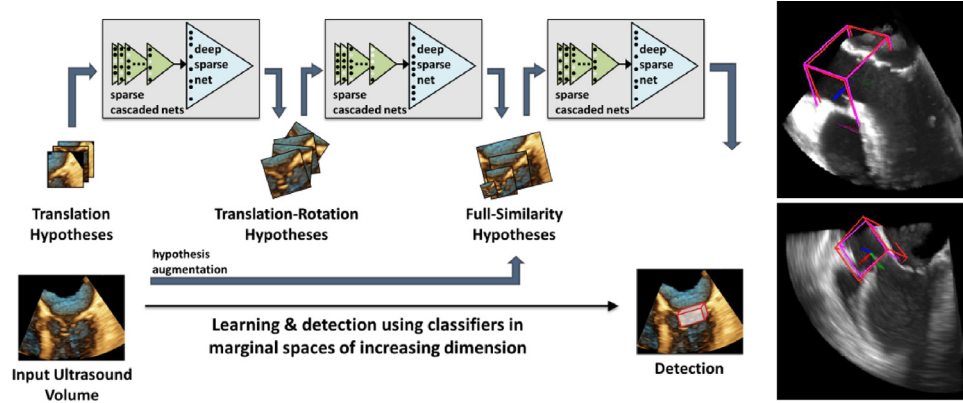 deep
sparse
net
sparse
cascaded nets
deep
sparse
net
sparse
cascaded nets
deep
sparse
net
sparse
cascaded nets
Translation
Hypotheses
Translation-Rotation
Hypotheses
Full-Similarity
Hypotheses
hypothesis
augmentation
Learning & detection using classifiers in
marginal spaces of increasing dimension
Input Ultrasound
Volume
Detection